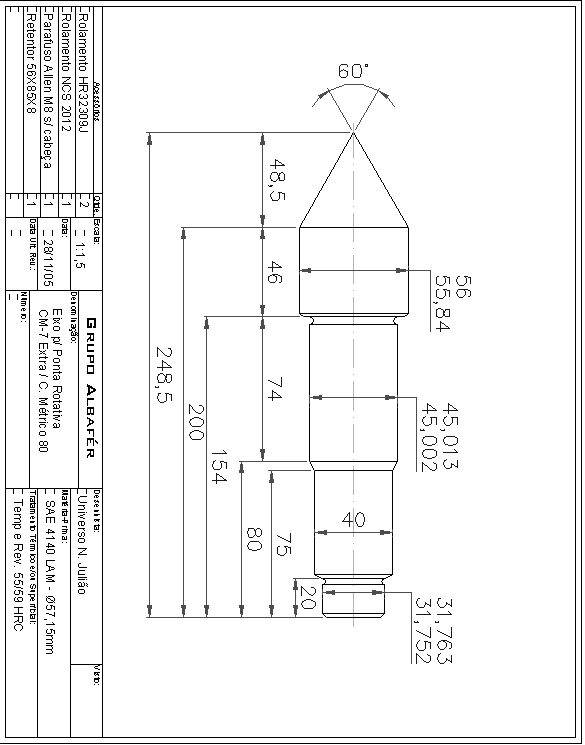 60°
48,5
46
56
55,84
74
45,013
45,002
248,5
200
154
80
75
40
20
31,763
31,752
Acessórios
Qtde.
Rolamento HR32309J
2
Rolamento NCS 2012
1
Parafuso Allen M8 s/ cabeça
1
Retentor 56X85X8
1
Escala:
1:1,5
Data:
28/11/05
Data Ult. Rev.:
GRUPO ALBAFÉR
Denominação:
Eixo p/ Ponta Rotativa
CM-7 Extra / C. Métrico 80
Número:
Desenhista:
Universo N. Julião
Visto:
Matéria-Prima:
SAE 4140 LAM - Ø57,15mm
Tratamento Térmico e/ou Superficial:
Temp e Rev. 55/59 HRC